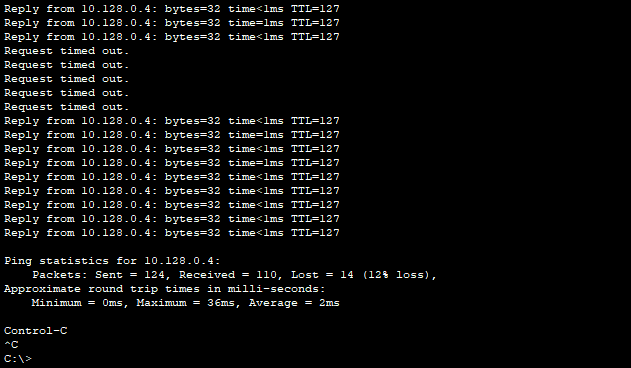 Reply from 10.128.0.4: bytes=32 time<1ms TTL=127
Reply from 10.128.0.4: bytes=32 time=1ms TTL=127
Reply from 10.128.0.4: bytes=32 time<1ms TTL=127
Request timed out.
Request timed out.
Request timed out.
Request timed out.
Request timed out.
Reply from 10.128.0.4: bytes=32 time<1ms TTL=127
Reply from 10.128.0.4: bytes=32 time=1ms TTL=127
Reply from 10.128.0.4: bytes=32 time<1ms TTL=127
Reply from 10.128.0.4: bytes=32 time=1ms TTL=127
Reply from 10.128.0.4: bytes=32 time<1ms TTL=127
Reply from 10.128.0.4: bytes=32 time<1ms TTL=127
Reply from 10.128.0.4: bytes=32 time<1ms TTL=127
Reply from 10.128.0.4: bytes=32 time<1ms TTL=127
Reply from 10.128.0.4: bytes=32 time<1ms TTL=127
Ping statistics for 10.128.0.4:
    Packets: Sent = 124, Received = 110, Lost = 14 (12% loss),
Approximate round trip times in milli-seconds:
    Minimum = 0ms, Maximum = 36ms, Average = 2ms
Control-C
^C
C:\>